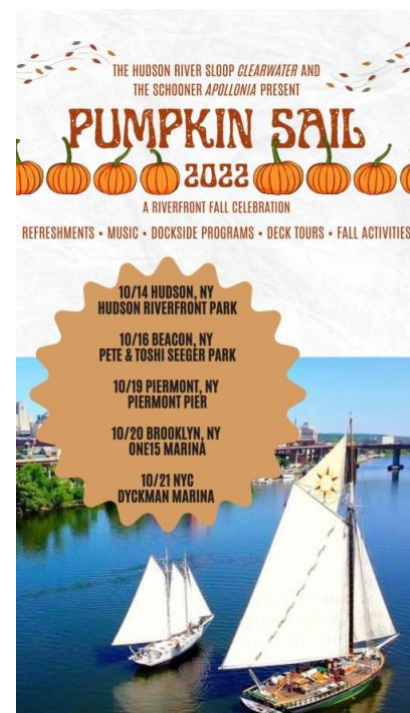 THE HUDSON RIVER SLOOP CLEARWATER AND
THE SCHOONER APOLLONIA PRESENT
PUMPKIN SAIL
2022
A RIVERFRONT FALL CELEBRATION
REFRESHMENTS • MUSIC • DOCKSIDE PROGRAMS • DECK TOURS • FALL ACTIVITIES
10/14 HUDSON, NY
HUDSON RIVERFRONT PARK
10/16 BEACON, NY
PETE & TOSHI SEEGER PARK
10/19 PIERMONT, NY
PIERMONT PIER
10/20 BROOKLYN, NY
ONE15 MARINA
10/21 NYC
DYCKMAN MARINA